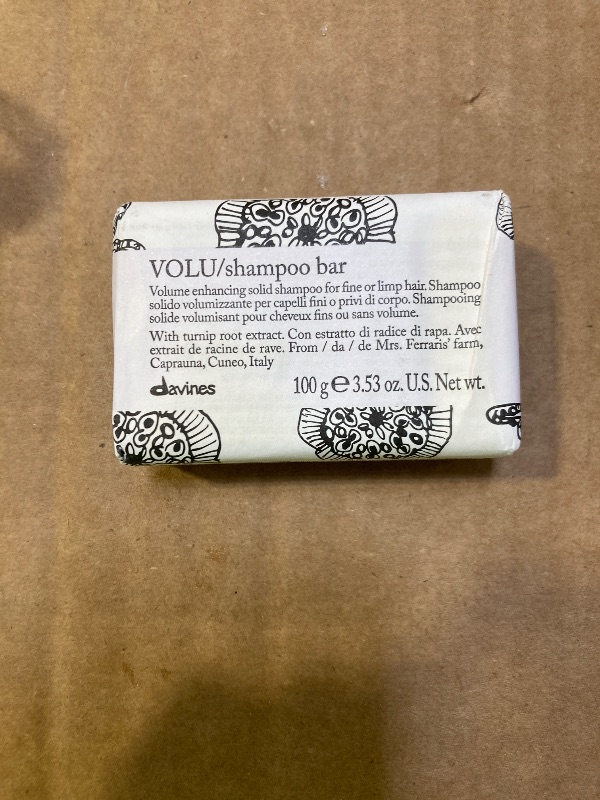 VOLU/shampoo bar
Volume enhancing solid shampoo for fine or limp hair. Shampoo
solido volumizzante per capelli fini o privi di corpo. Shampooing
solide volumisant pour cheveux fins ou sans volume.
With turnip root extract. Con estratto di radice di rapa. Avec
extrait de racine de rave. From / da / de Mrs. Ferraris' farm,
Caprauna, Cuneo, Italy
davines
100 g ℮ 3.53 oz. U.S. Net wt.